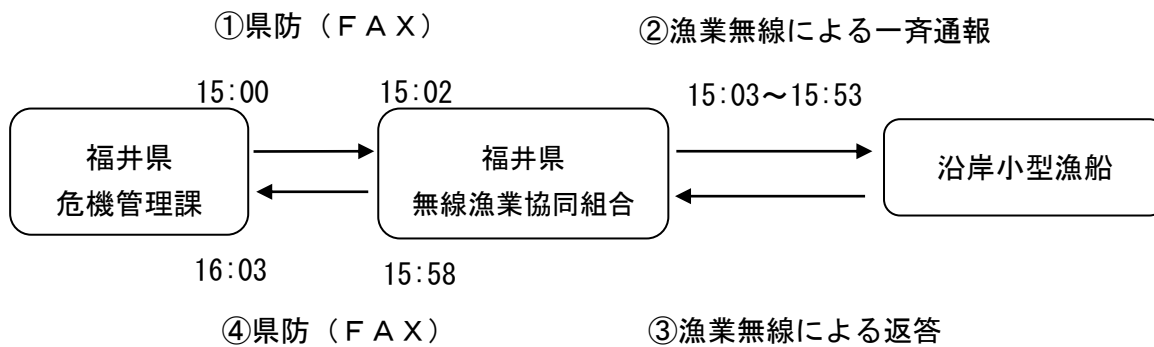 ①県防（ＦＡＸ）
②漁業無線による一斉通報
15:00
15:02
15:03～15:53
福井県
危機管理課
福井県
無線漁業協同組合
沿岸小型漁船
16:03
15:58
④県防（ＦＡＸ）
③漁業無線による返答